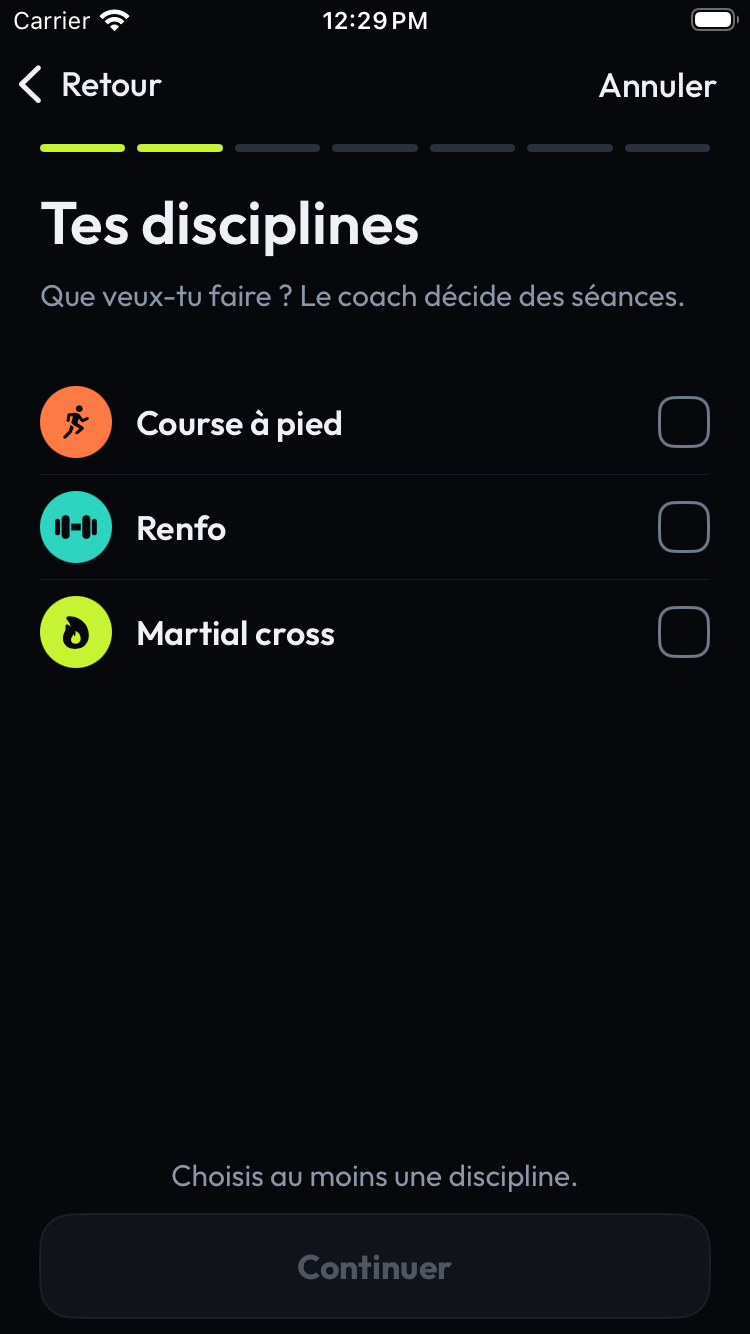 Carrier 12:29 PM
Retour Annuler
Tes disciplines
Que veux-tu faire ? Le coach décide des séances.
Course à pied
Renfo
Martial cross
Choisis au moins une discipline.
Continuer